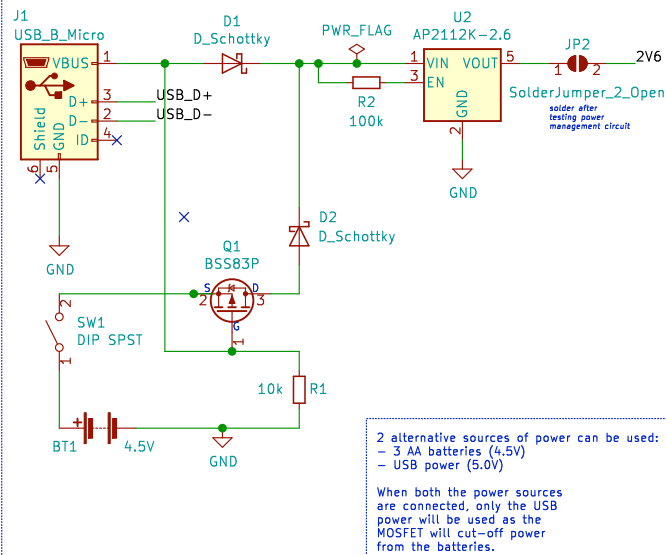 J1
USB_B_Micro
VBUS
1
D+
3
USB_D+
D-
2
USB_D-
ID
4
Shield
GND
6
5
GND
D1
D_Schottky
PWR_FLAG
R2
100k
U2
AP2112K-2.6
1
VIN
VOUT
5
3
EN
GND
2
GND
JP2
1
2
2V6
SolderJumper_2_Open
solder after
testing power
management circuit
D2
D_Schottky
Q1
BSS83P
S
D
2
3
G
1
2
SW1
DIP SPST
1
10k
R1
+
BT1
4.5V
GND
2 alternative sources of power can be used:
- 3 AA batteries (4.5V)
- USB power (5.0V)
When both the power sources
are connected, only the USB
power will be used as the
MOSFET will cut-off power
from the batteries.